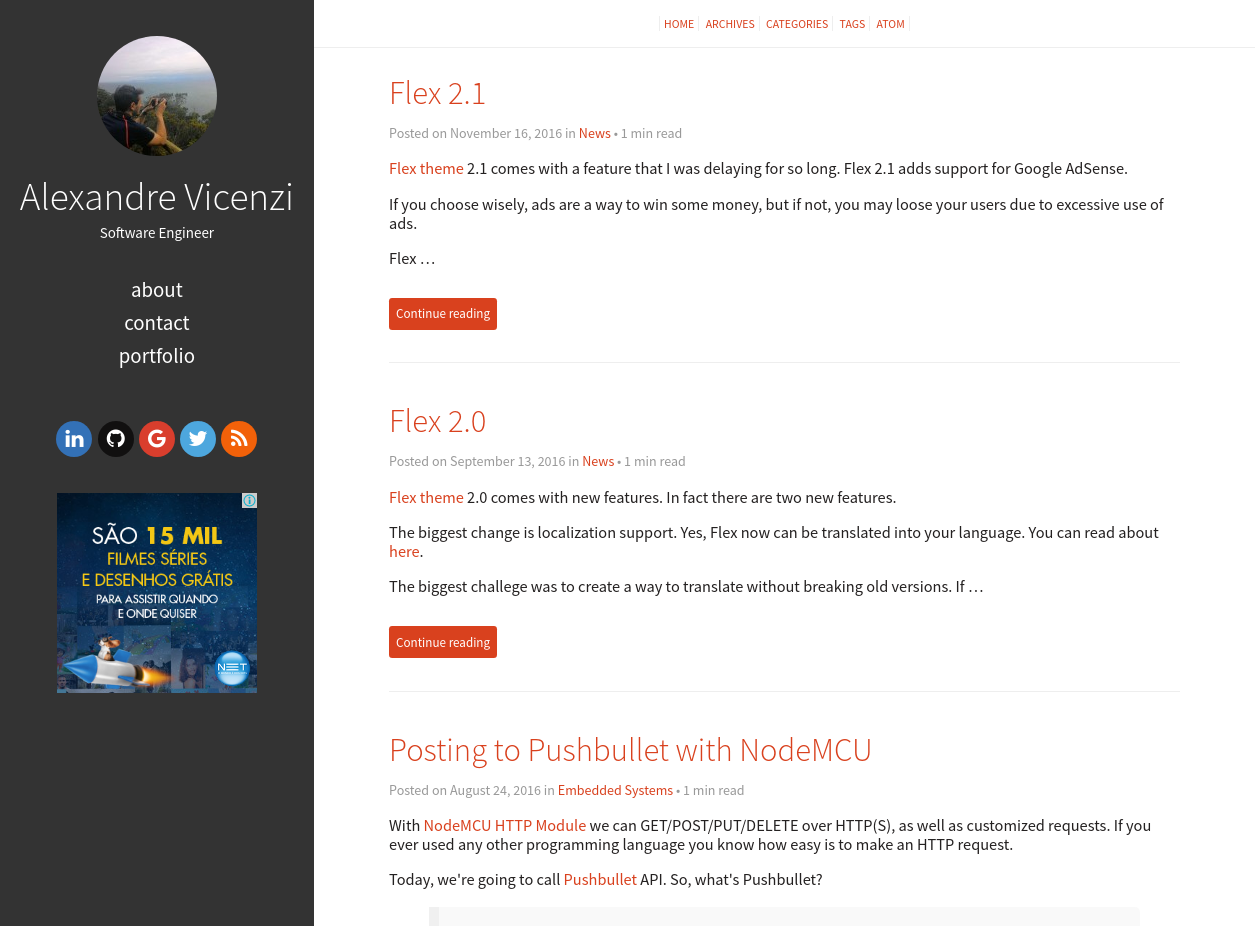 HOME ARCHIVES CATEGORIES TAGS ATOM
Alexandre Vicenzi
Software Engineer
about
contact
portfolio
in
SÃO 15 MIL
FILMES SÉRIES
E DESENHOS GRÁTIS
PARA ASSISTIR QUANDO
E ONDE QUISER
NET
Flex 2.1
Posted on November 16, 2016 in News • 1 min read
Flex theme 2.1 comes with a feature that I was delaying for so long. Flex 2.1 adds support for Google AdSense.
If you choose wisely, ads are a way to win some money, but if not, you may loose your users due to excessive use of
ads.
Flex …
Continue reading
Flex 2.0
Posted on September 13, 2016 in News • 1 min read
Flex theme 2.0 comes with new features. In fact there are two new features.
The biggest change is localization support. Yes, Flex now can be translated into your language. You can read about
here.
The biggest challege was to create a way to translate without breaking old versions. If …
Continue reading
Posting to Pushbullet with NodeMCU
Posted on August 24, 2016 in Embedded Systems • 1 min read
With NodeMCU HTTP Module we can GET/POST/PUT/DELETE over HTTP(S), as well as customized requests. If you
ever used any other programming language you know how easy is to make an HTTP request.
Today, we're going to call Pushbullet API. So, what's Pushbullet?